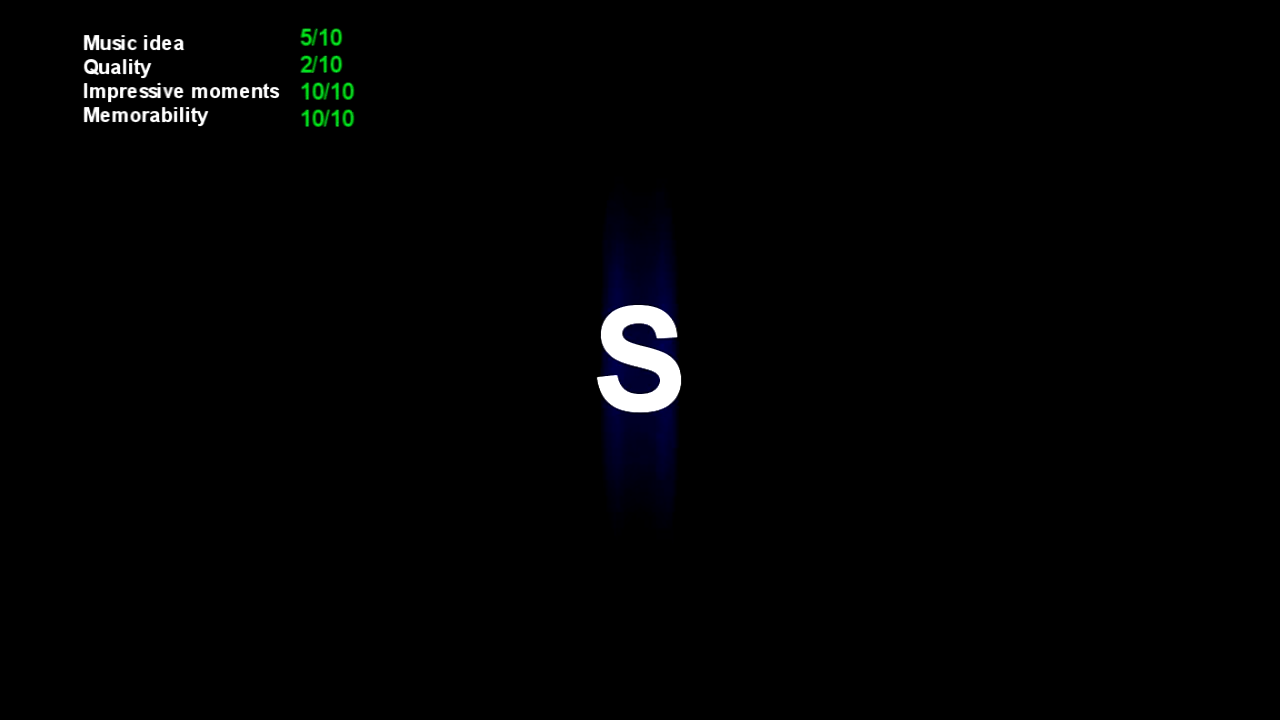 Music idea 5/10
Quality 2/10
Impressive moments 10/10
Memorability 10/10
S